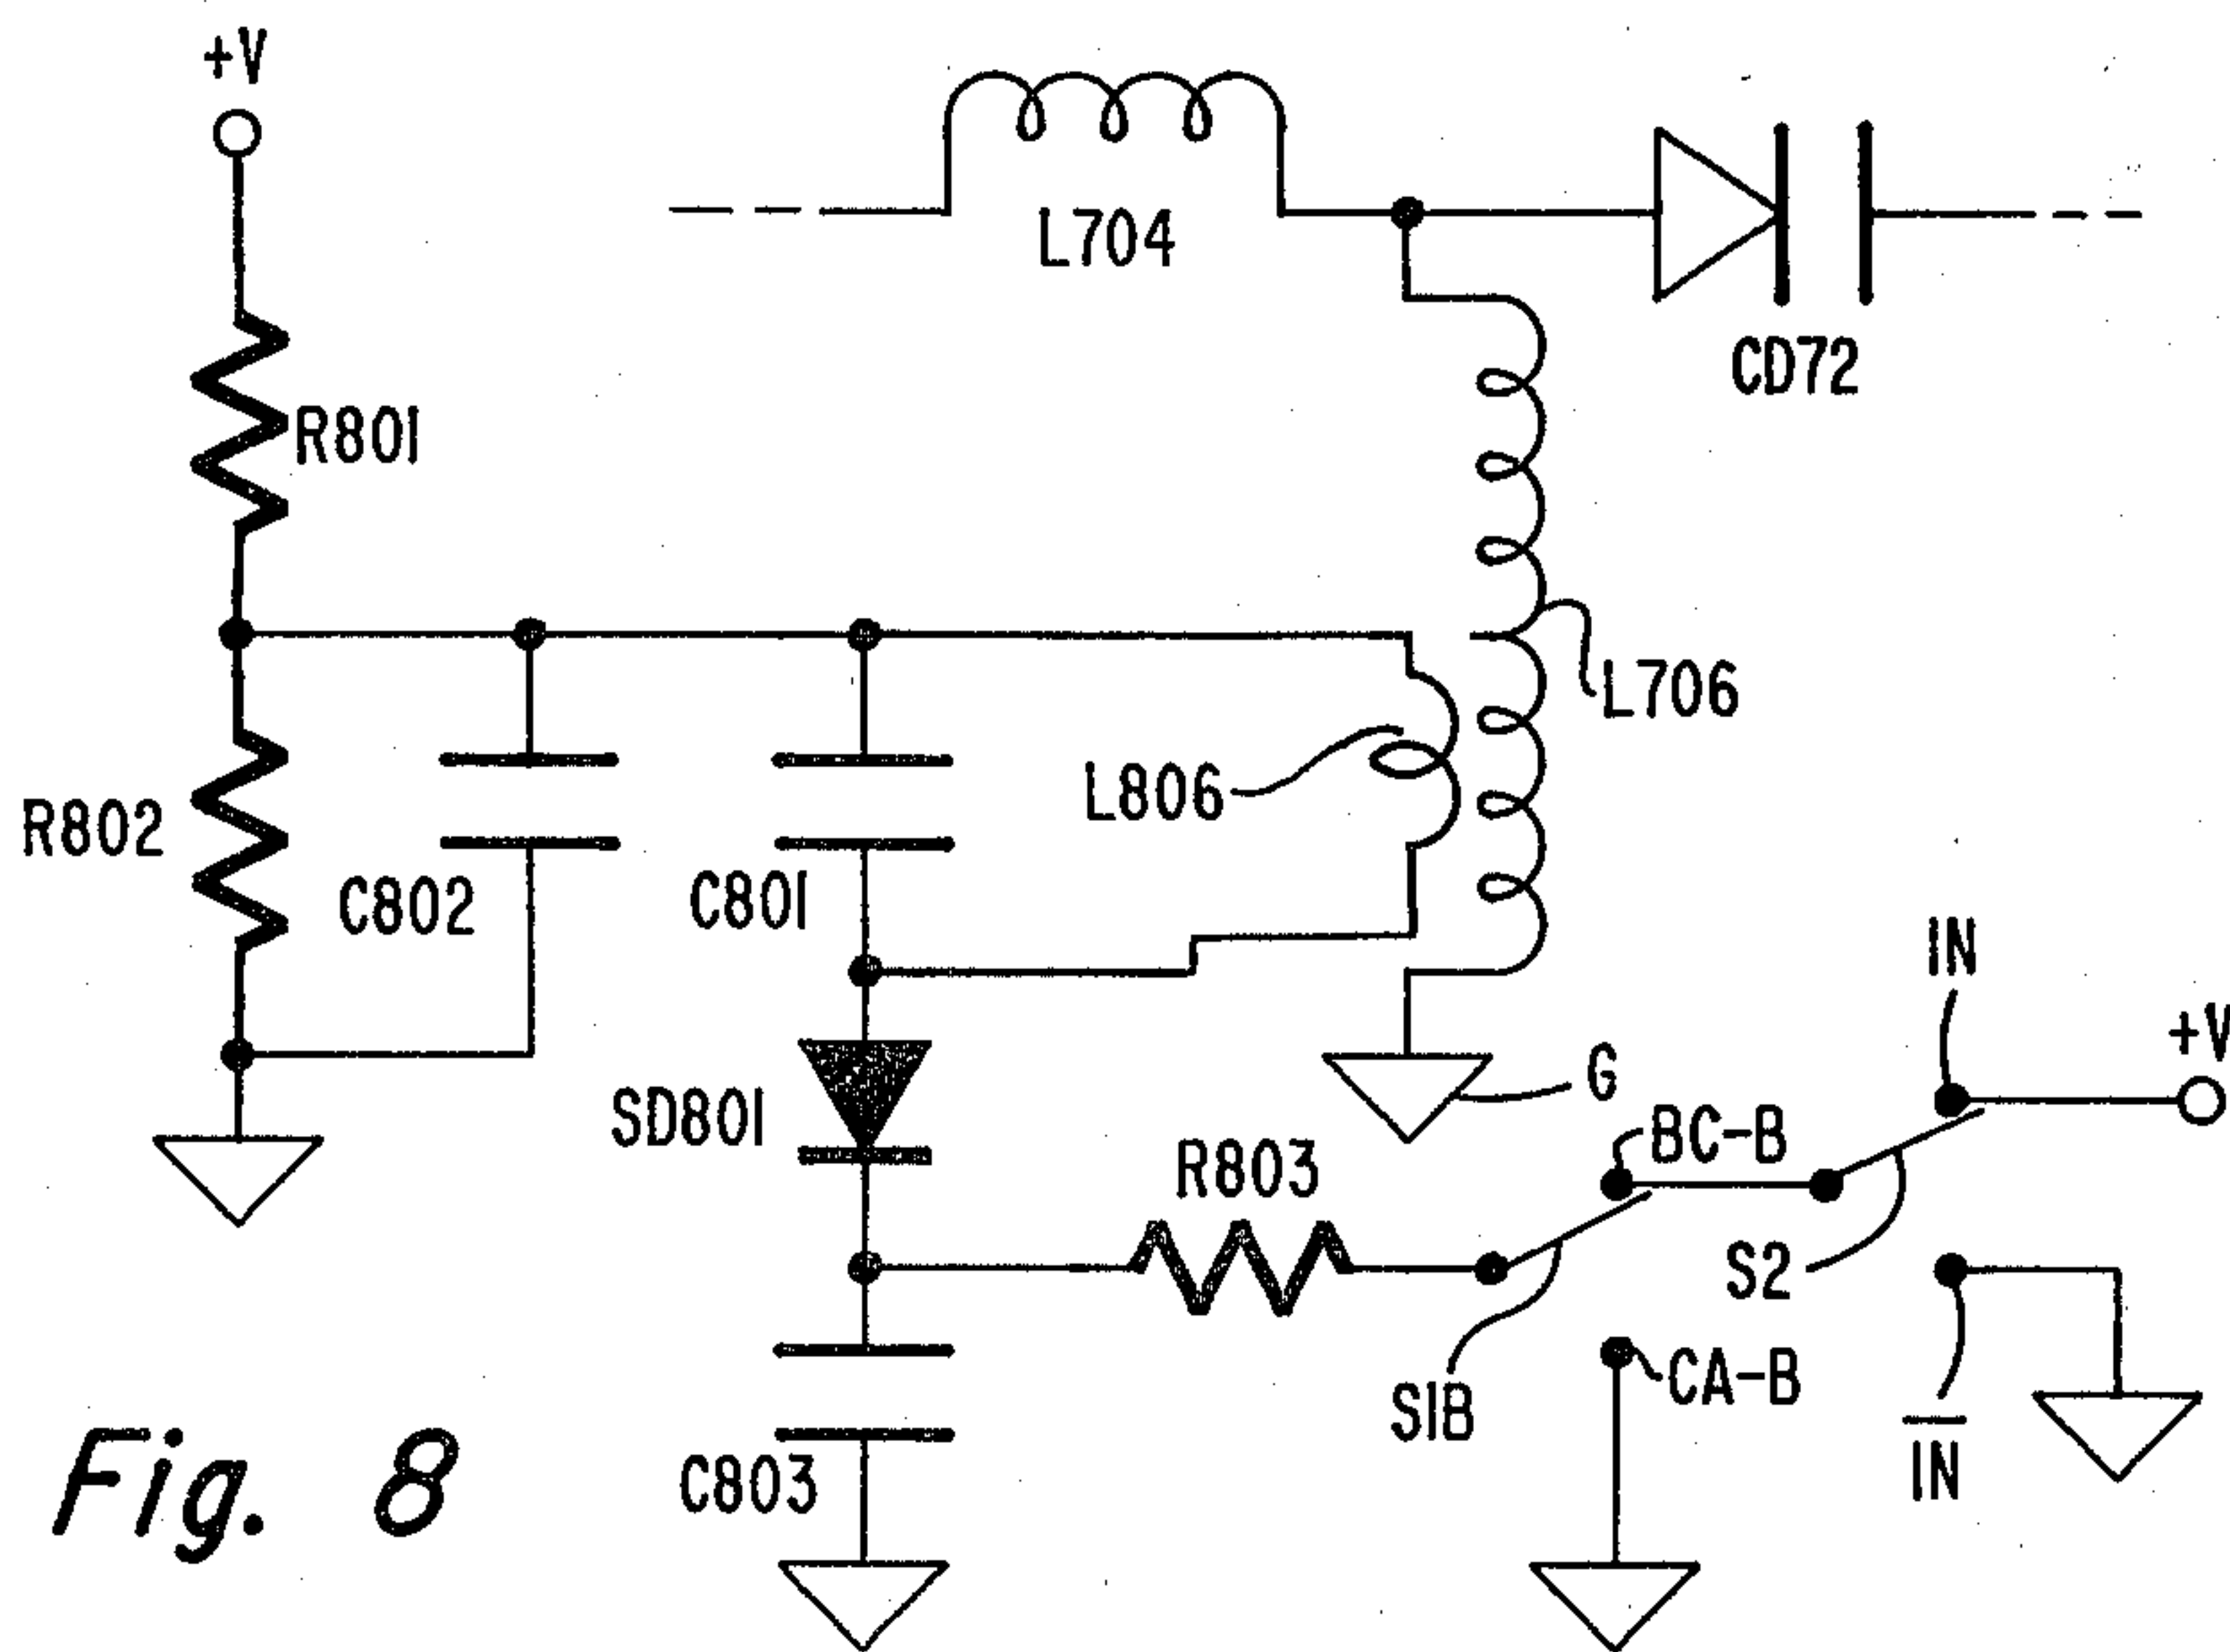 +V
L704
CD72
R801
L706
L806
R802
C802
C801
IN
+V
G
SD801
BC-B
R803
S2
CA-B
S1B
IN
C803
Fig. 8